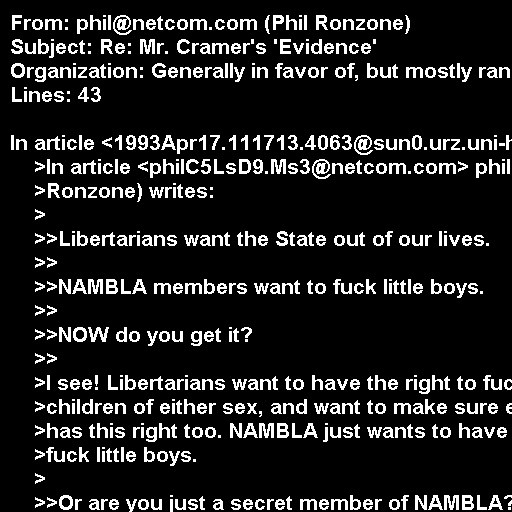 From: phil@netcom.com (Phil Ronzone)
Subject: Re: Mr. Cramer's 'Evidence'
Organization: Generally in favor of, but mostly ran
Lines: 43

In article <1993Apr17.111713.4063@sun0.urz.uni-h
>In article <philC5LsD9.Ms3@netcom.com> phil
>Ronzone) writes:
>
>>Libertarians want the State out of our lives.
>>
>>NAMBLA members want to fuck little boys.
>>
>>NOW do you get it?
>>
>I see! Libertarians want to have the right to fuc
>children of either sex, and want to make sure e
>has this right too. NAMBLA just wants to have
>fuck little boys.
>
>>Or are you just a secret member of NAMBLA?